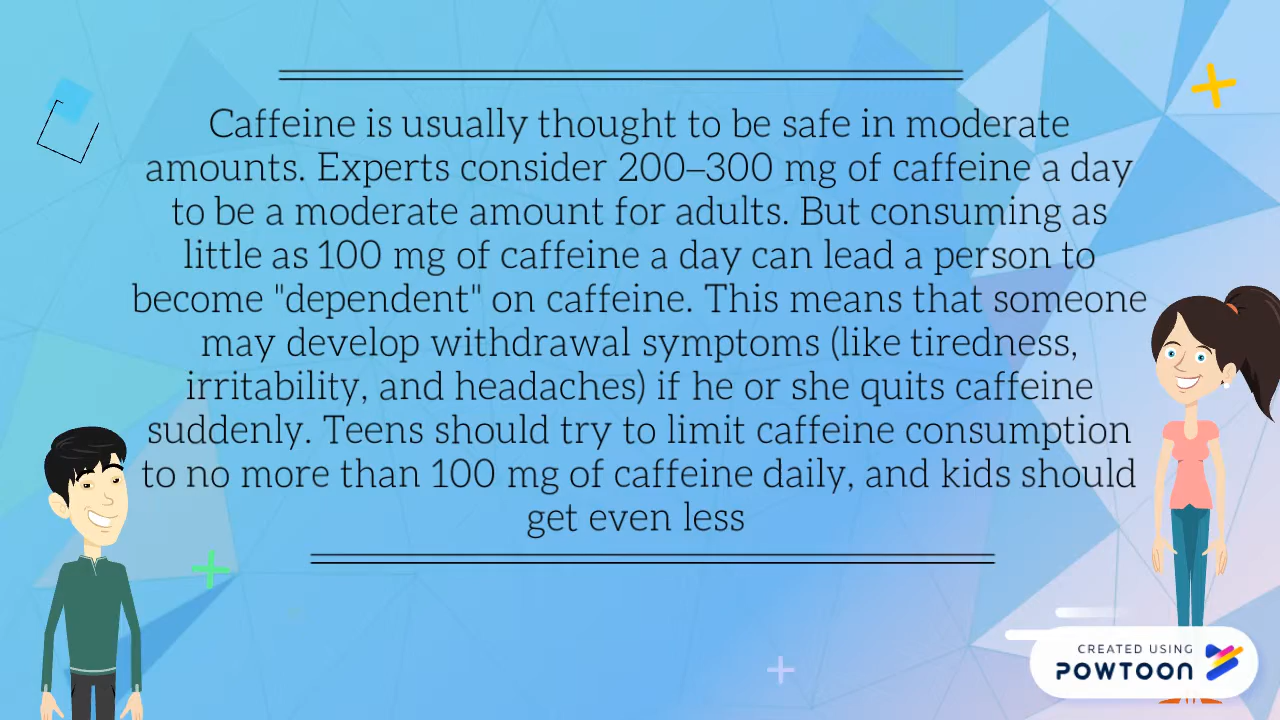 Caffeine is usually thought to be safe in moderate
amounts. Experts consider 200–300 mg of caffeine a day
to be a moderate amount for adults. But consuming as
little as 100 mg of caffeine a day can lead a person to
become "dependent" on caffeine. This means that someone
may develop withdrawal symptoms (like tiredness,
irritability, and headaches) if he or she quits caffeine
suddenly. Teens should try to limit caffeine consumption
to no more than 100 mg of caffeine daily, and kids should
get even less
CREATED USING
POWTOON